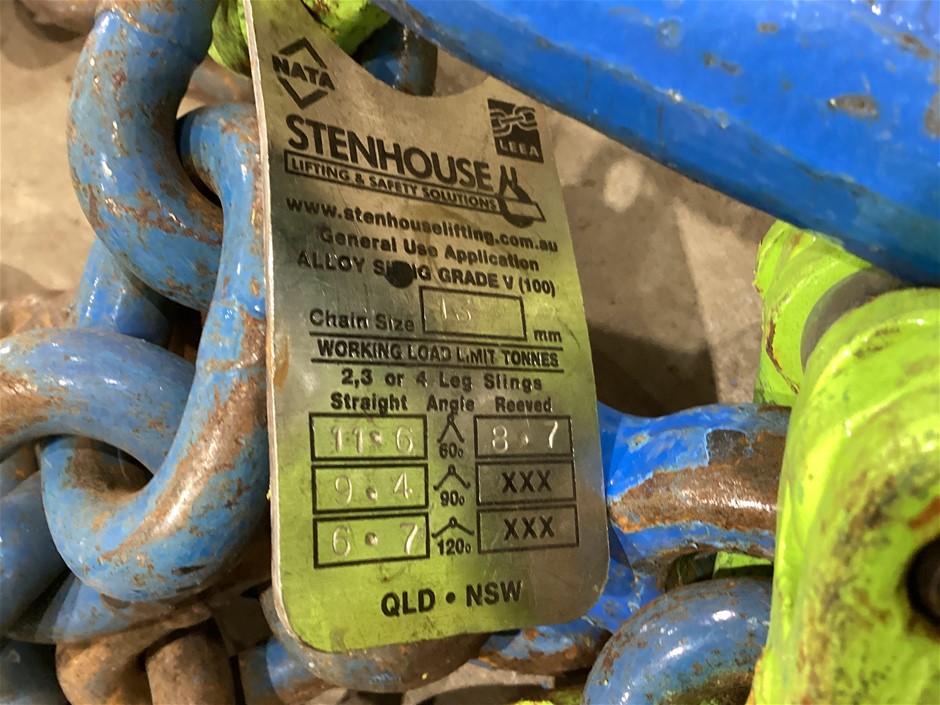 NATA
LEEA
STENHOUSE
LIFTING & SAFETY SOLUTIONS
www.stenhouselifting.com.au
General Use Application
ALLOY SLING GRADE V (100)
Chain Size 13 mm
WORKING LOAD LIMIT TONNES
2,3 or 4 Leg Slings
Straight Angle Reeved
11.6 60° 8.7
9.4 90° XXX
6.7 120° XXX
QLD • NSW